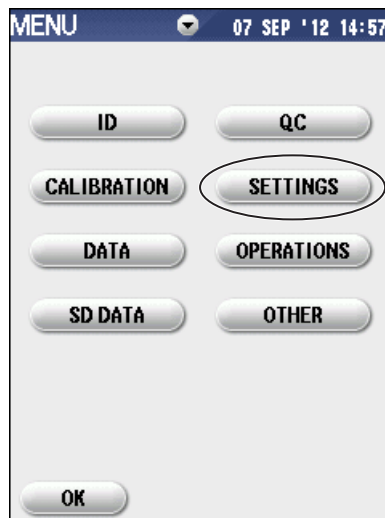 MENU 07 SEP '12 14:57
ID QC
CALIBRATION SETTINGS
DATA OPERATIONS
SD DATA OTHER
OK